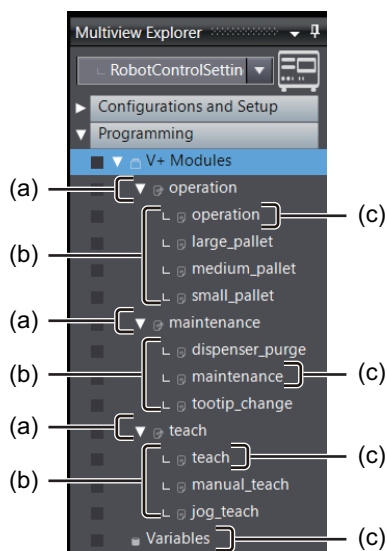 Multiview Explorer
RobotControlSettin
Configurations and Setup
Programming
V+ Modules
(a) operation
operation (c)
(b) large_pallet
medium_pallet
small_pallet
(a) maintenance
(b) dispenser_purge
maintenance (c)
tootip_change
(a) teach
teach (c)
(b) manual_teach
jog_teach
Variables (c)